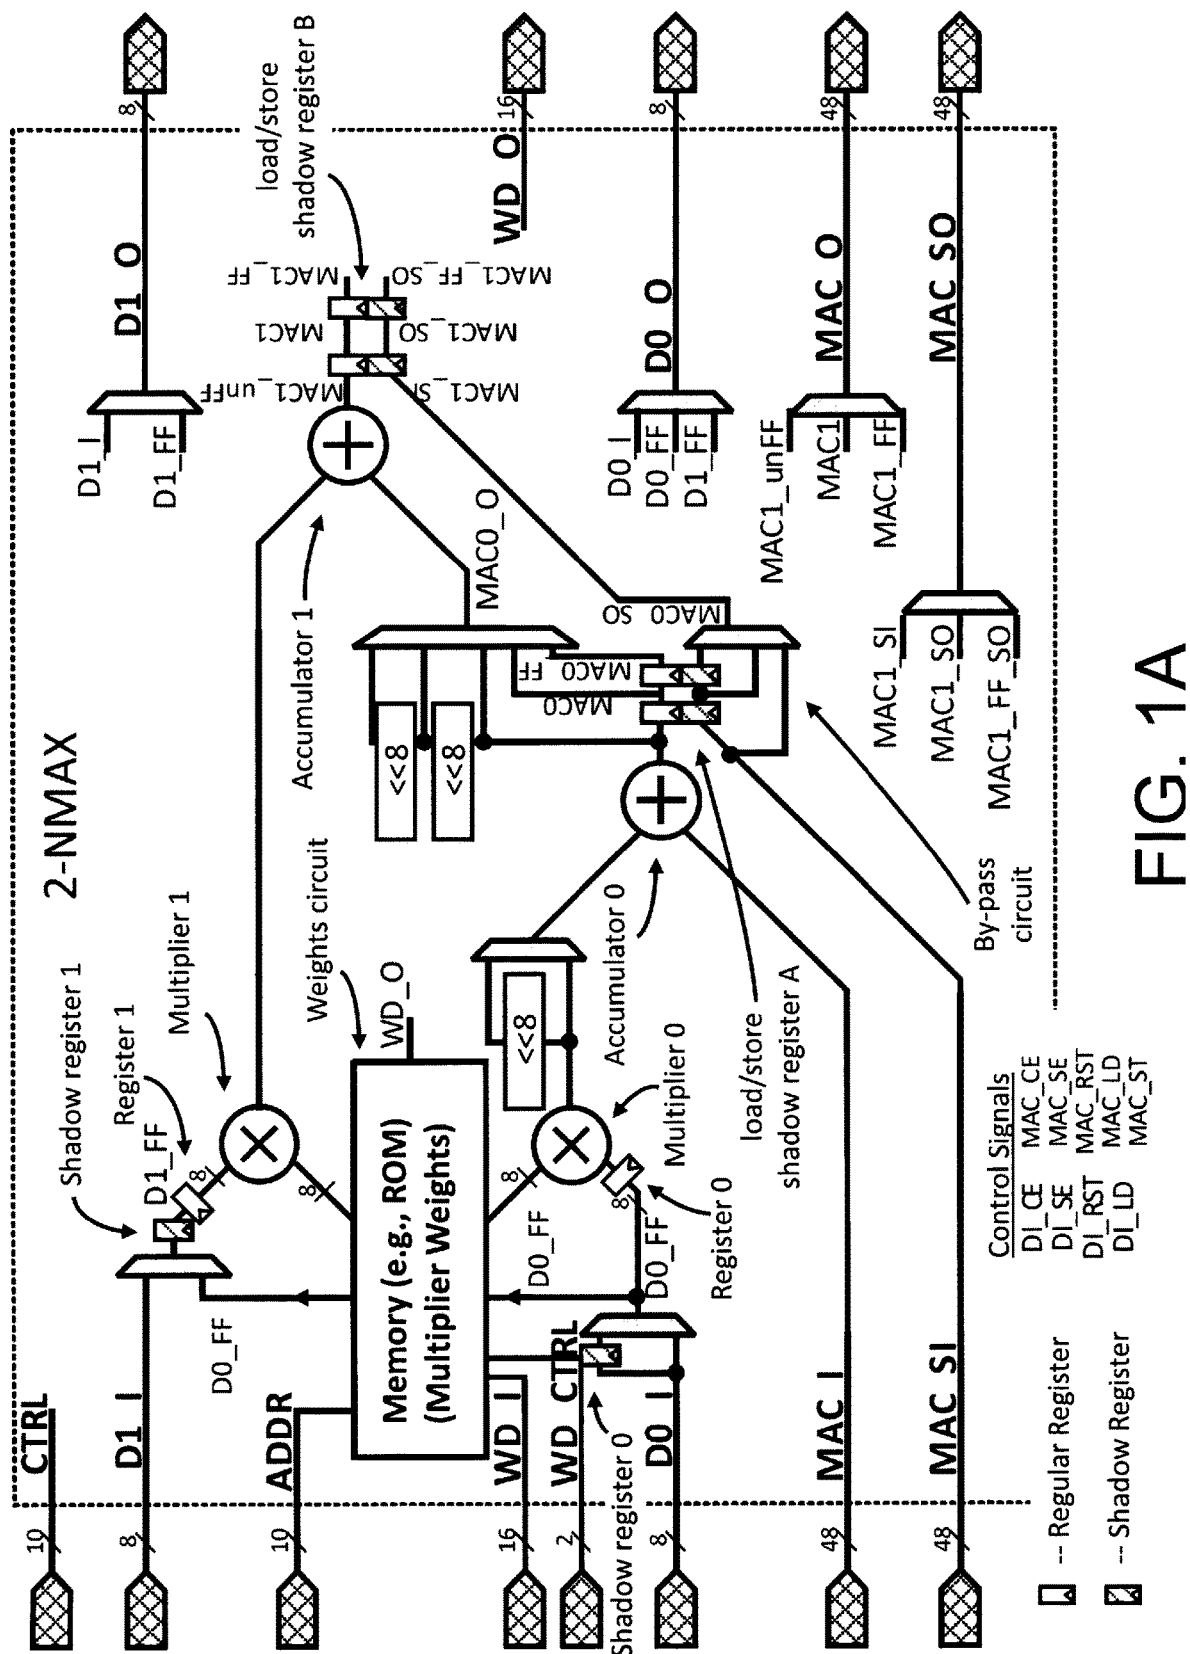 2-NMAX
CTRL
10
D1_I
8
Shadow register 1
Register 1
D1_FF
8
Multiplier 1
8
D0_FF
ADDR
10
Memory (e.g., ROM)
(Multiplier Weights)
Weights circuit
WD_O
WD_I
16
WD_CTRL
2
Shadow register 0
D0_I
8
D0_FF
D0_FF
8
8
Register 0
Multiplier 0
<<8
Accumulator 0
load/store
shadow register A
MAC_I
48
MAC_SI
48
By-pass
circuit
<<8
<<8
MAC0
MAC0_FF
MAC0_SO
MAC0_O
Accumulator 1
MAC1_unFF
MAC1_SI
MAC1
MAC1_SO
MAC1_FF
MAC1_FF_SO
load/store
shadow register B
D1_I
D1_FF
D1_O
8
WD_O
16
D0_I
D0_FF
D1_FF
D0_O
8
MAC1_unFF
MAC1
MAC1_FF
MAC_O
48
MAC1_SI
MAC1_SO
MAC1_FF_SO
MAC_SO
48
-- Regular Register
-- Shadow Register
Control Signals
DI_CE MAC_CE
DI_SE MAC_SE
DI_RST MAC_RST
DI_LD MAC_LD
MAC_ST
FIG. 1A